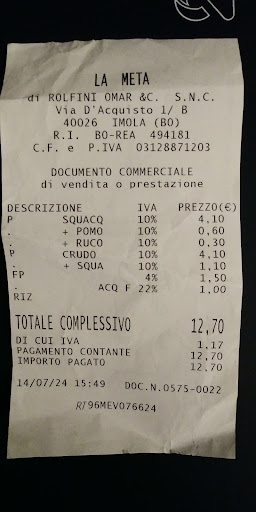 LA META
di ROLFINI OMAR &C. S.N.C.
Via D'Acquisto 1/ B
40026 IMOLA (BO)
R.I. BO-REA 494181
C.F. e P.IVA 03128871203
DOCUMENTO COMMERCIALE
di vendita o prestazione
DESCRIZIONE IVA PREZZO(€)
P SQUACQ 10% 4,10
. + POMO 10% 0,60
. + RUCO 10% 0,30
P CRUDO 10% 4,10
. + SQUA 10% 1,10
FP 4% 1,50
. ACQ F 22% 1,00
RIZ
TOTALE COMPLESSIVO 12,70
DI CUI IVA 1,17
PAGAMENTO CONTANTE 12,70
IMPORTO PAGATO 12,70
14/07/24 15:49 DOC.N.0575-0022
RT96MEV076624